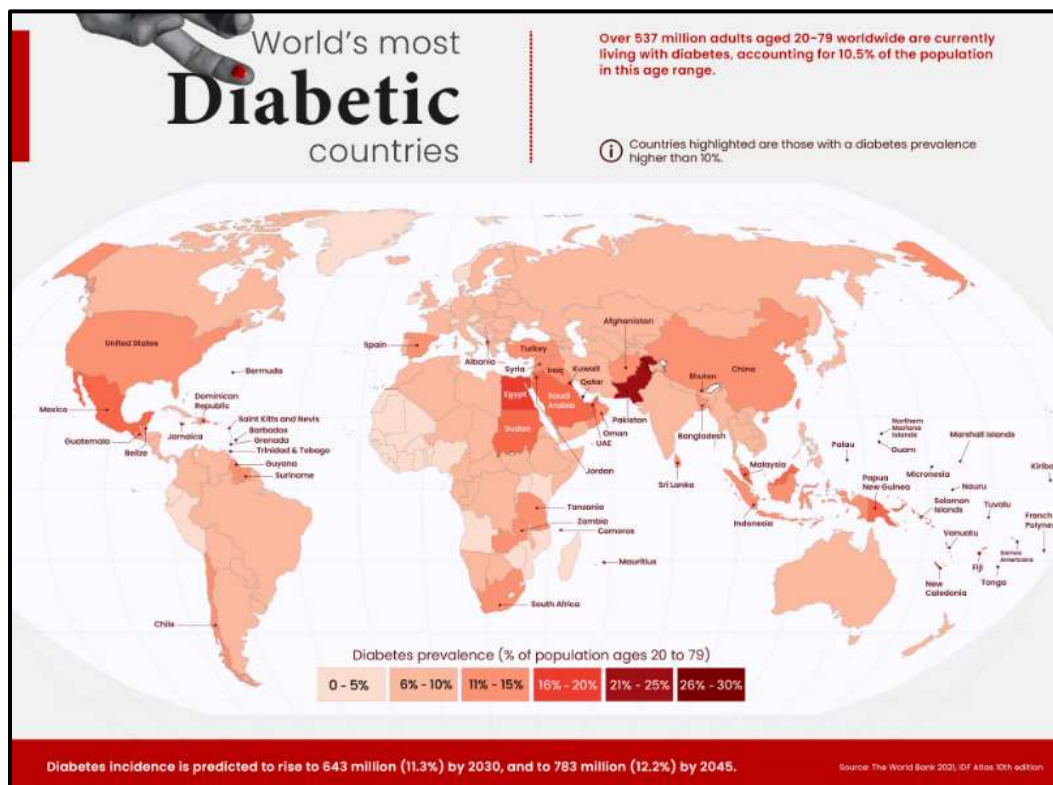 World's most
Diabetic
countries
Over 537 million adults aged 20-79 worldwide are currently
living with diabetes, accounting for 10.5% of the population
in this age range.
i
Countries highlighted are those with a diabetes prevalence
higher than 10%.
United States
Bermuda
Mexico
Dominican
Republic
Saint Kitts and Nevis
Barbados
Grenada
Trinidad & Tobago
Guatemala
Jamaica
Belize
Guyana
Suriname
Chile
Spain
Albania
Turkey
Syria
Iraq
Kuwait
Qatar
Afghanistan
Egypt
Saudi
Arabia
Sudan
Pakistan
Oman
UAE
Jordan
Bhutan
China
Bangladesh
Sri Lanka
Malaysia
Indonesia
Tanzania
Zambia
Comoros
Mauritius
South Africa
Palau
Northern
Mariana
Islands
Guam
Marshall Islands
Micronesia
Kiriba
Papua
New Guinea
Nauru
Solomon
Islands
Tuvalu
Vanuatu
French
Polyne
Samoa
Americana
Fiji
Tonga
New
Caledonia
Diabetes prevalence (% of population ages 20 to 79)
0 - 5%
6% - 10%
11% - 15%
16% - 20%
21% - 25%
26% - 30%
Diabetes incidence is predicted to rise to 643 million (11.3%) by 2030, and to 783 million (12.2%) by 2045.
Source: The World Bank 2021, IDF Atlas 10th edition